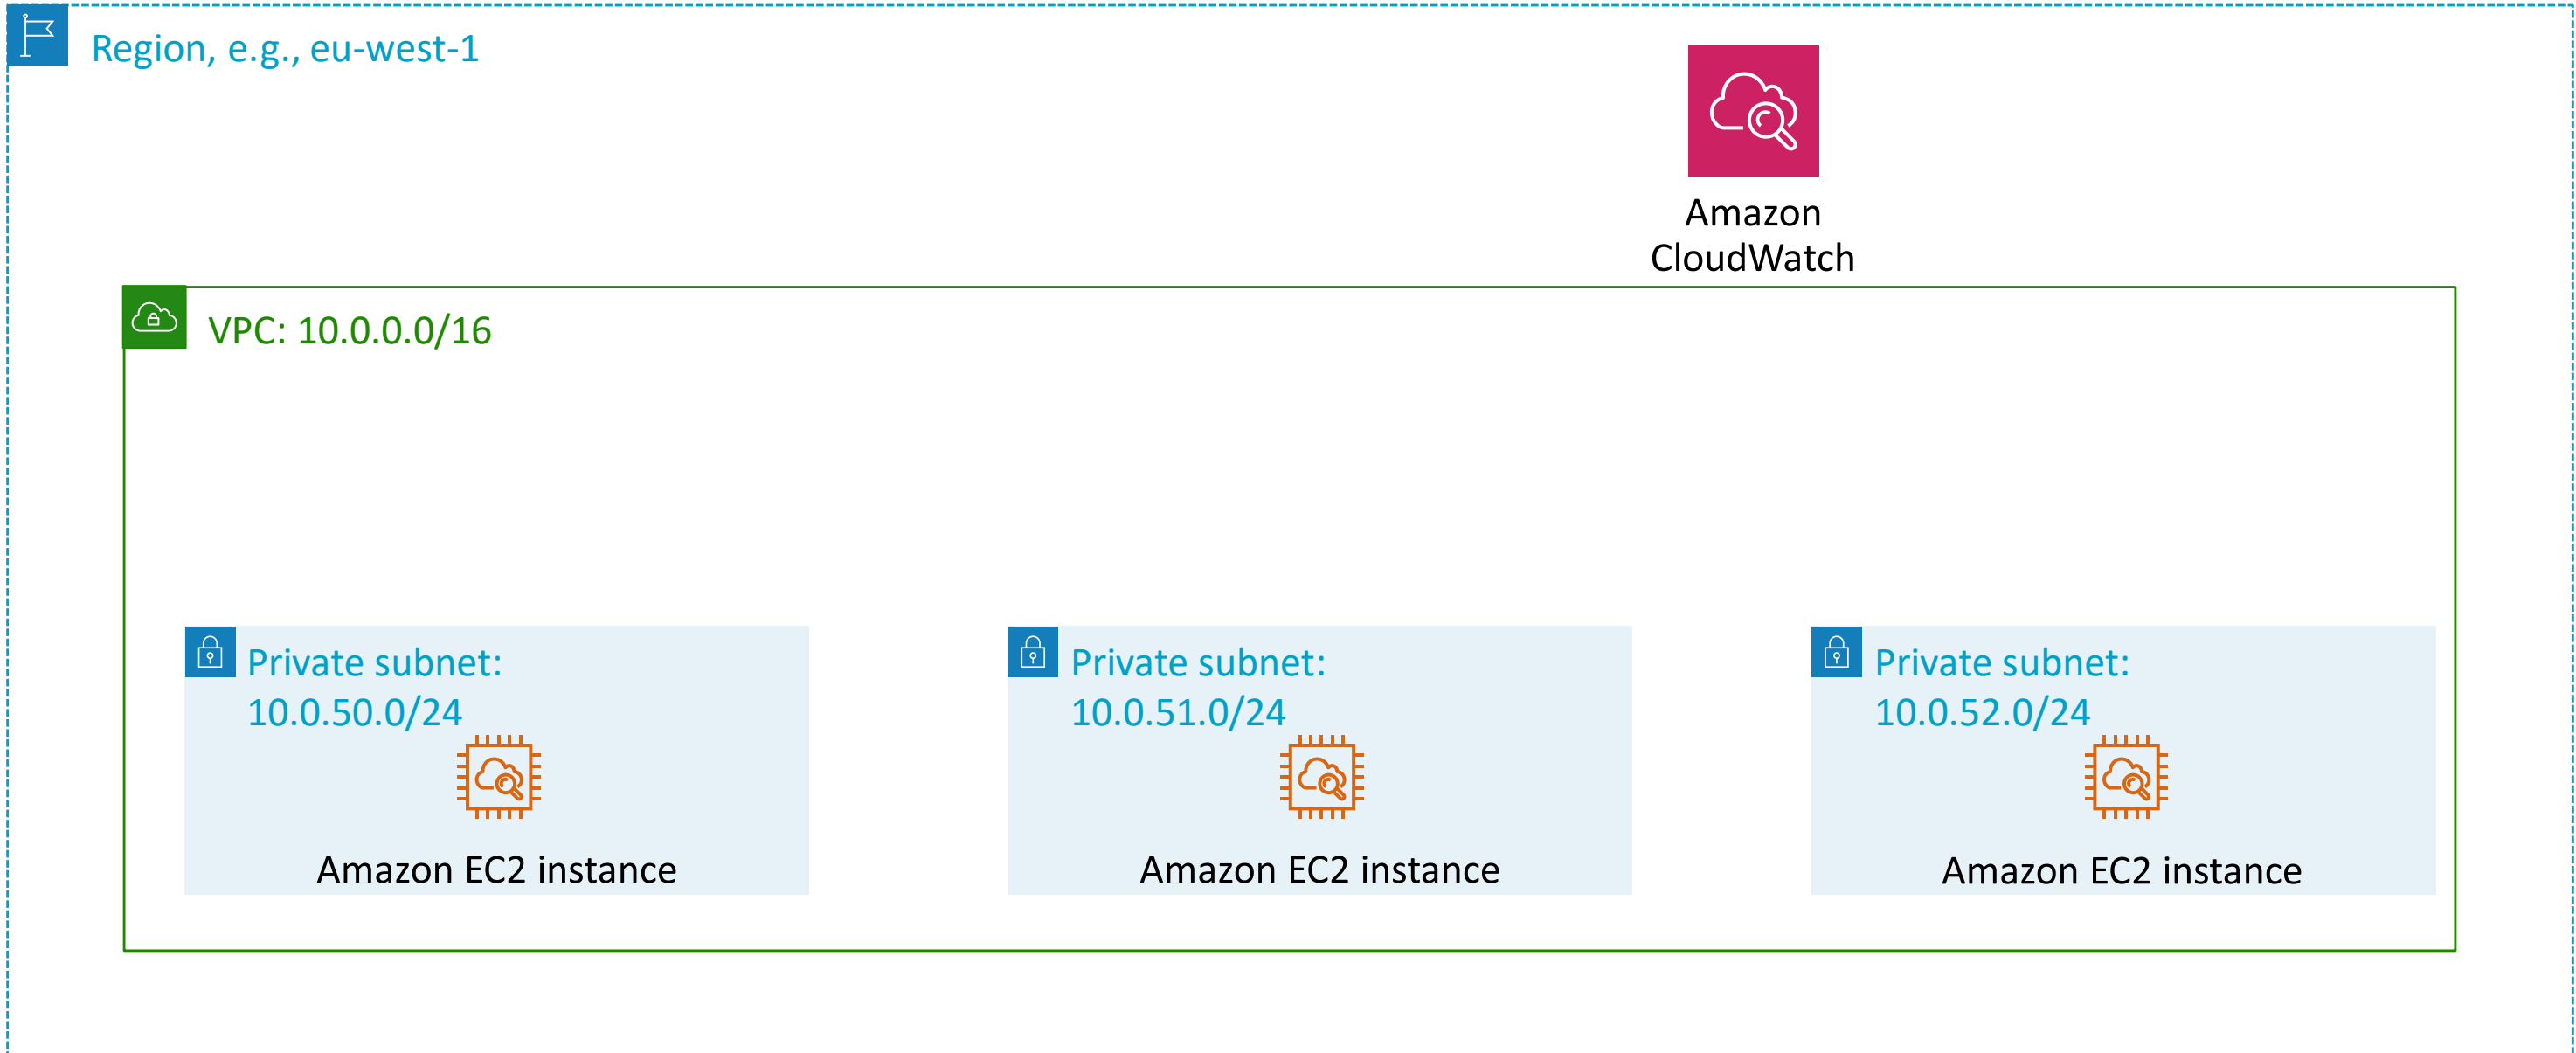 Region, e.g., eu-west-1
Amazon
CloudWatch
VPC: 10.0.0.0/16
Private subnet:
10.0.50.0/24
Amazon EC2 instance
Private subnet:
10.0.51.0/24
Amazon EC2 instance
Private subnet:
10.0.52.0/24
Amazon EC2 instance